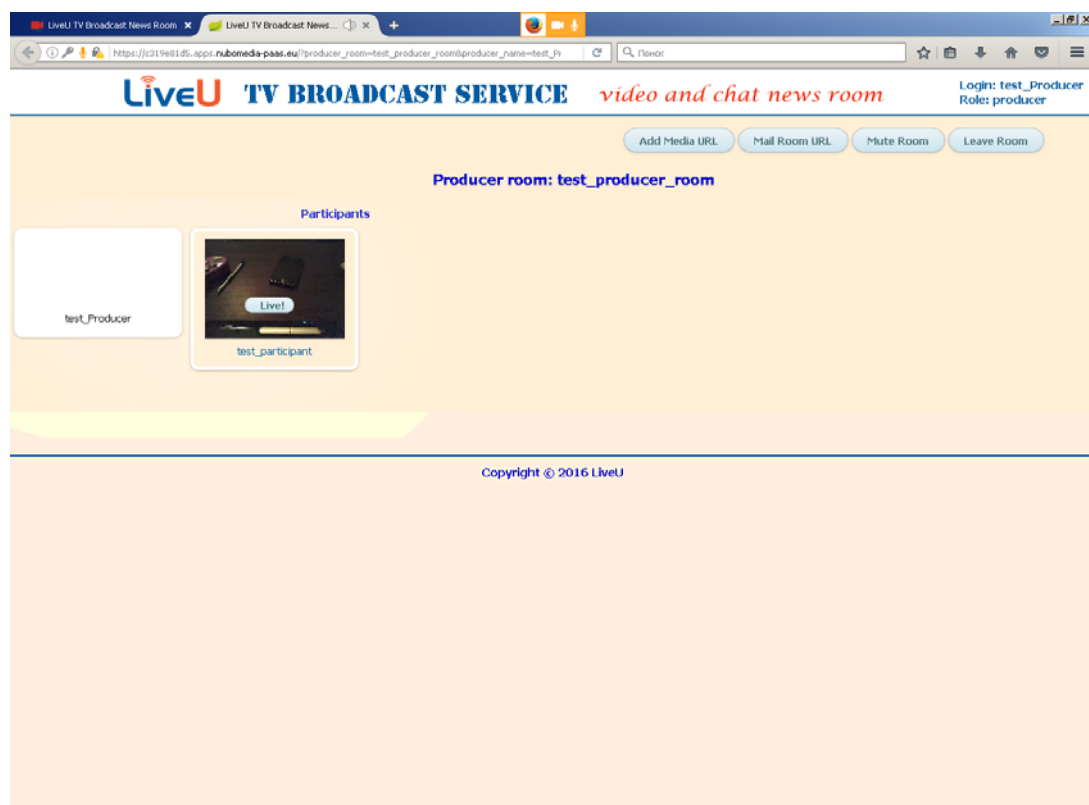 LiveU TV Broadcast News Room
LiveU TV Broadcast News...
https://c319e81d5.apps.nubomedia-paas.eu/?producer_room=test_producer_room&producer_name=test_Pr
Поиск
LiveU TV BROADCAST SERVICE video and chat news room
Login: test_Producer
Role: producer
Add Media URL Mail Room URL Mute Room Leave Room
Producer room: test_producer_room
Participants
Live!
test_Producer
test_participant
Copyright © 2016 LiveU